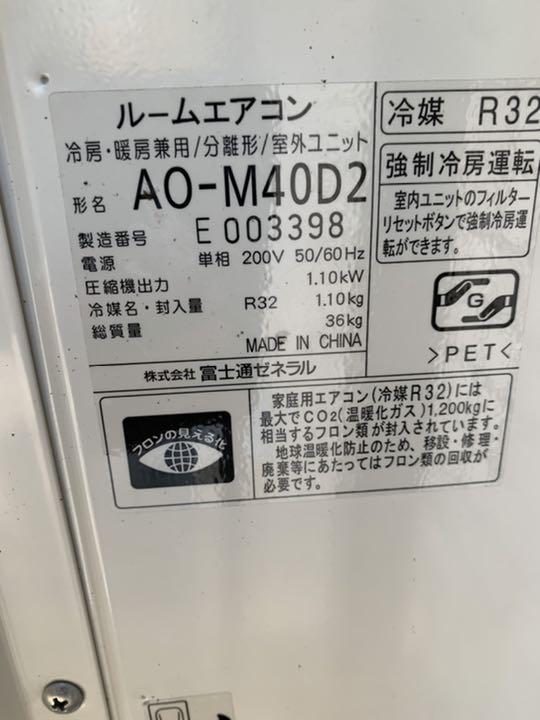 ルームエアコン
冷房・暖房兼用/分離形/室外ユニット
形名 AO-M40D2
製造番号 E 003398
電源 単相 200V 50/60Hz
圧縮機出力 1.10kW
冷媒名・封入量 R32 1.10kg
総質量 36kg
MADE IN CHINA
株式会社 富士通ゼネラル
冷媒 R32
強制冷房運転
室内ユニットのフィルター
リセットボタンで強制冷房運
転ができます。
G
>PET<
フロンの見える化
家庭用エアコン(冷媒R32)には
最大でCO2(温暖化ガス)1,200kgに
相当するフロン類が封入されています。
地球温暖化防止のため、移設・修理・
廃棄等にあたってはフロン類の回収が
必要です。